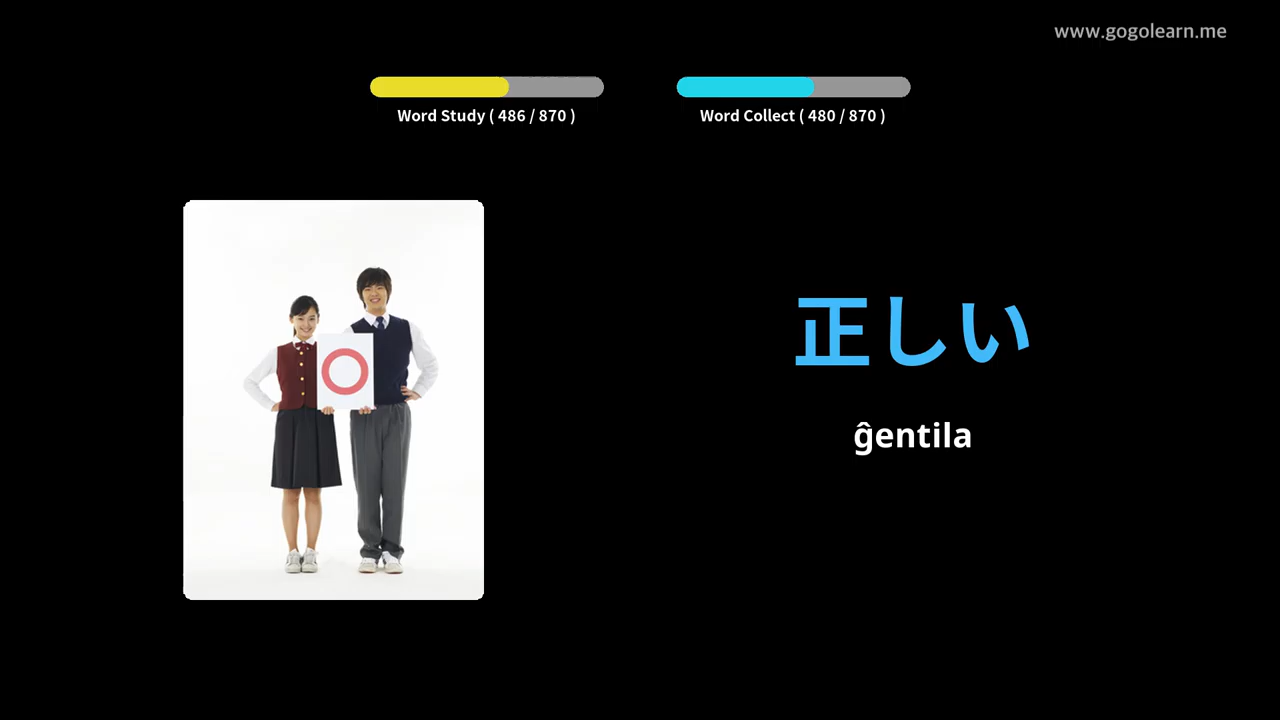 www.gogolearn.me
Word Study ( 486 / 870 )
Word Collect ( 480 / 870 )
正しい
ĝentila